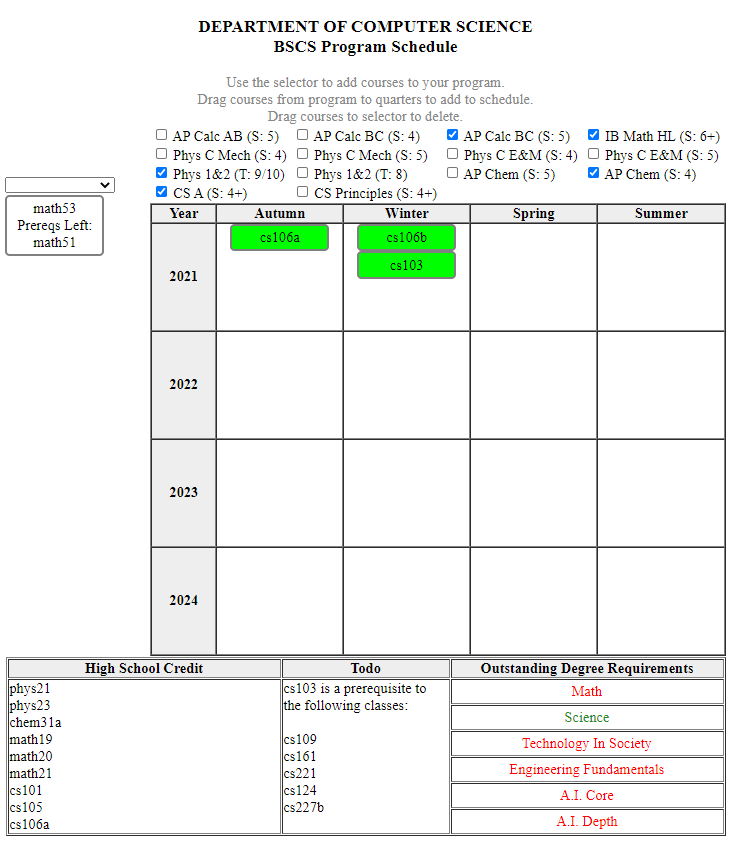 DEPARTMENT OF COMPUTER SCIENCE
BSCS Program Schedule
Use the selector to add courses to your program.
Drag courses from program to quarters to add to schedule.
Drag courses to selector to delete.
AP Calc AB (S: 5) AP Calc BC (S: 4) AP Calc BC (S: 5) IB Math HL (S: 6+)
Phys C Mech (S: 4) Phys C Mech (S: 5) Phys C E&M (S: 4) Phys C E&M (S: 5)
Phys 1&2 (T: 9/10) Phys 1&2 (T: 8) AP Chem (S: 5) AP Chem (S: 4)
CS A (S: 4+) CS Principles (S: 4+)
math53
Prereqs Left:
math51
Year Autumn Winter Spring Summer
cs106a cs106b
cs103
2021
2022
2023
2024
High School Credit
phys21
phys23
chem31a
math19
math20
math21
cs101
cs105
cs106a
Todo
cs103 is a prerequisite to
the following classes:
cs109
cs161
cs221
cs124
cs227b
Outstanding Degree Requirements
Math
Science
Technology In Society
Engineering Fundamentals
A.I. Core
A.I. Depth